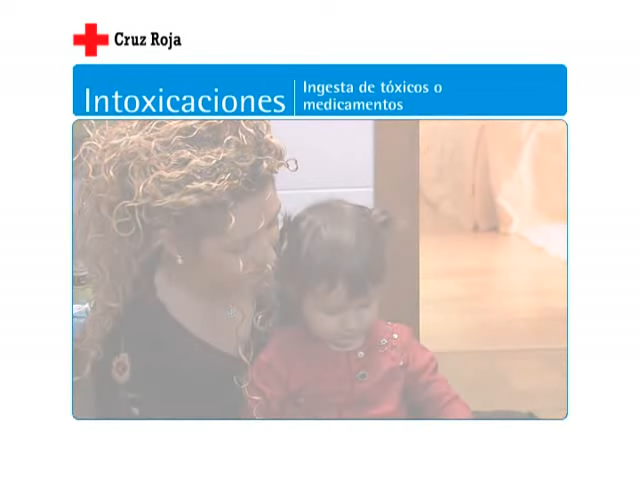 Cruz Roja
Intoxicaciones
Ingesta de tóxicos o
medicamentos